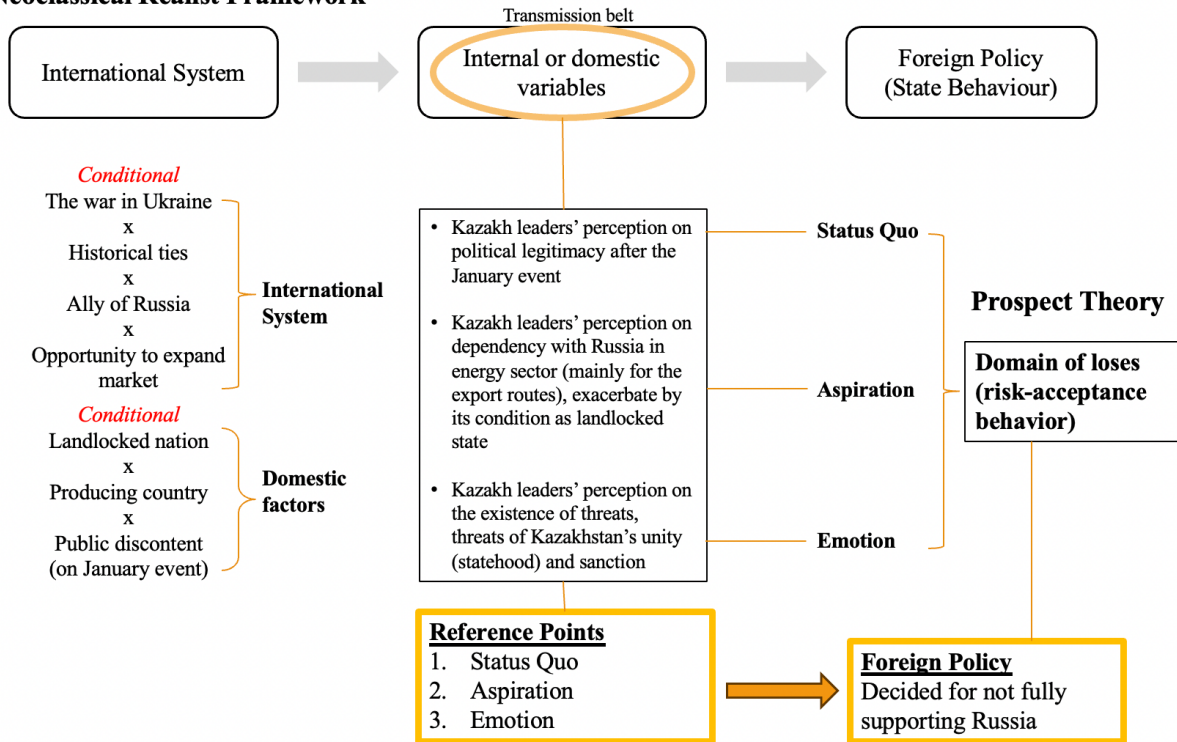 Neoclassical Realist Framework
Transmission belt
International System
Internal or domestic
variables
Foreign Policy
(State Behaviour)
Conditional
The war in Ukraine
x
Historical ties
x
Ally of Russia
x
Opportunity to expand
market
International
System
Conditional
Landlocked nation
x
Producing country
x
Public discontent
(on January event)
Domestic
factors
• Kazakh leaders’ perception on
political legitimacy after the
January event
• Kazakh leaders’ perception on
dependency with Russia in
energy sector (mainly for the
export routes), exacerbate by
its condition as landlocked
state
• Kazakh leaders’ perception on
the existence of threats,
threats of Kazakhstan’s unity
(statehood) and sanction
Status Quo
Aspiration
Emotion
Prospect Theory
Domain of loses
(risk-acceptance
behavior)
Reference Points
1. Status Quo
2. Aspiration
3. Emotion
Foreign Policy
Decided for not fully
supporting Russia